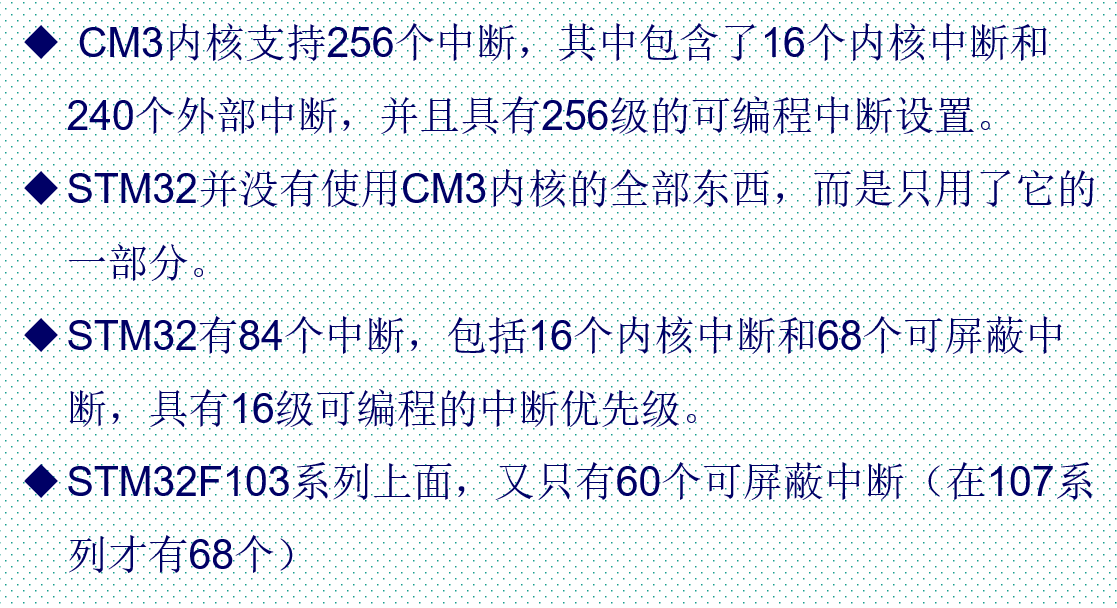 ◆ CM3内核支持256个中断，其中包含了16个内核中断和
240个外部中断，并且具有256级的可编程中断设置。
◆STM32并没有使用CM3内核的全部东西，而是只用了它的
一部分。
◆STM32有84个中断，包括16个内核中断和68个可屏蔽中
断，具有16级可编程的中断优先级。
◆STM32F103系列上面，又只有60个可屏蔽中断（在107系
列才有68个）